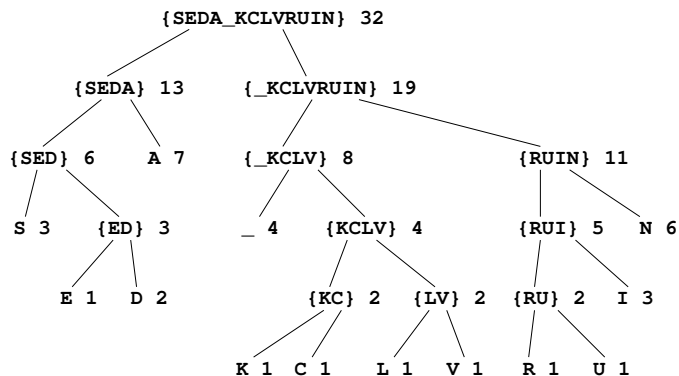 {SEDA_KCLVRUIN} 32
{SEDA} 13 {_KCLVRUIN} 19
{SED} 6 A 7 {_KCLV} 8 {RUIN} 11
S 3 {ED} 3 _ 4 {KCLV} 4 {RUI} 5 N 6
E 1 D 2 {KC} 2 {LV} 2 {RU} 2 I 3
K 1 C 1 L 1 V 1 R 1 U 1